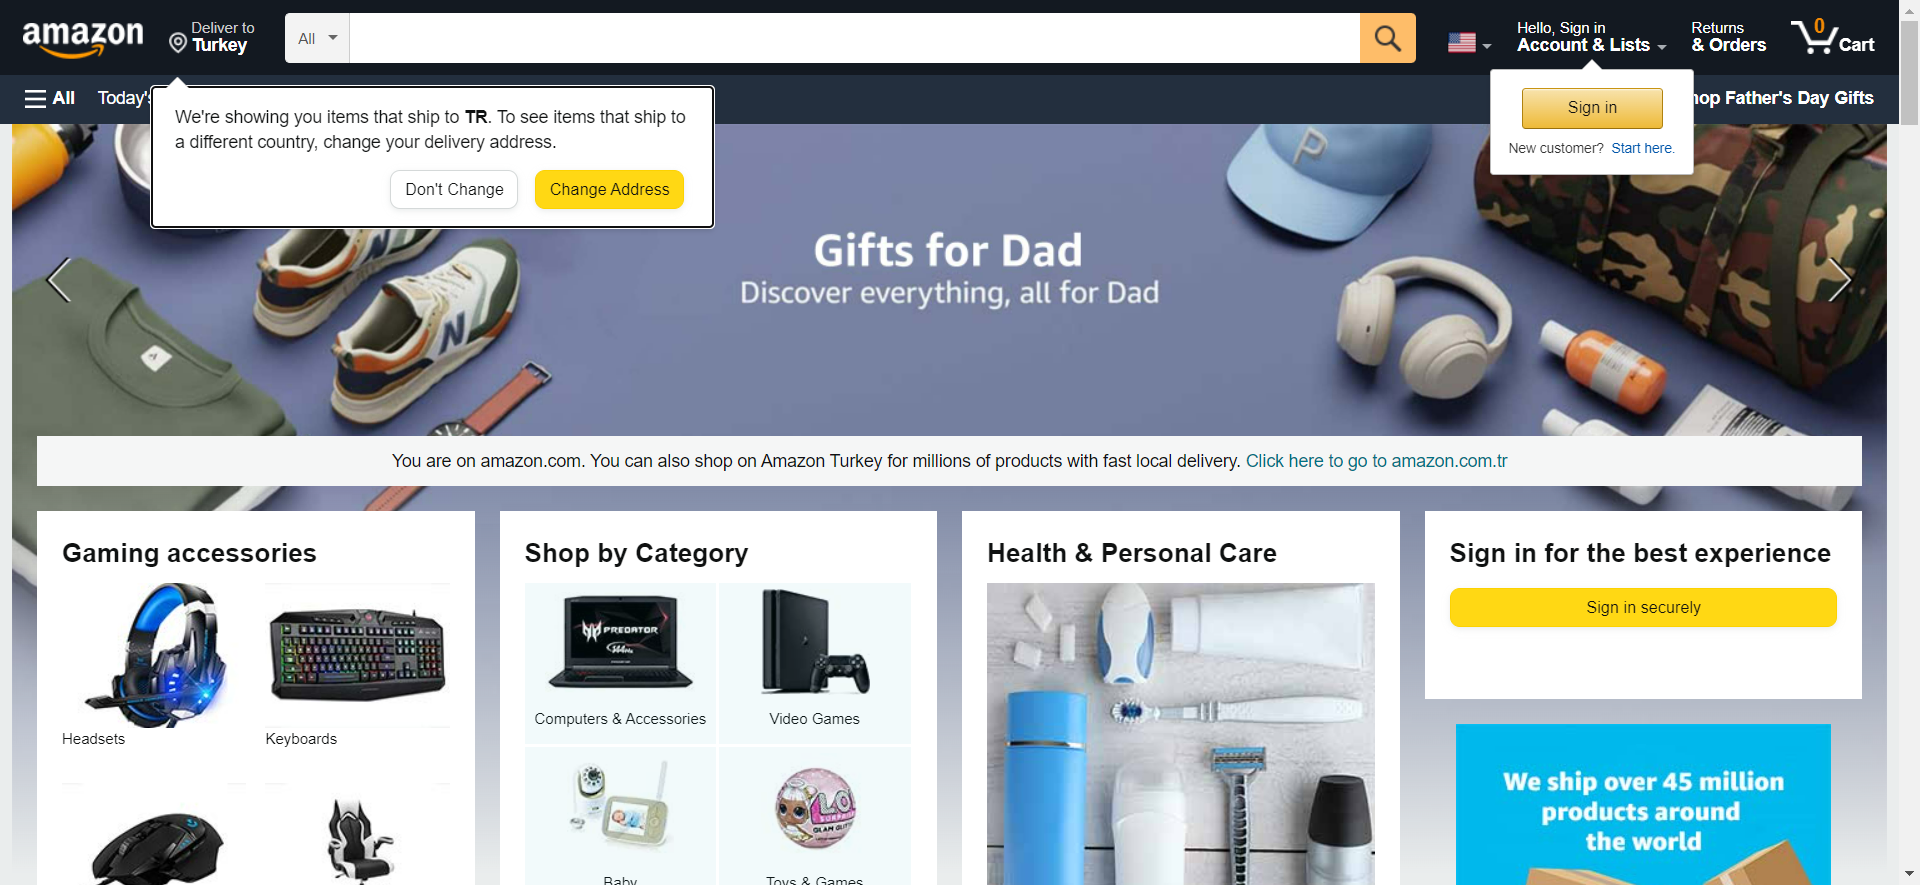 amazon
Deliver to
Turkey
All
Hello, Sign in
Account & Lists
Returns
& Orders
0
Cart
All
Today's
hop Father's Day Gifts
We're showing you items that ship to TR. To see items that ship to
a different country, change your delivery address.
Don't Change
Change Address
Sign in
New customer? Start here.
Gifts for Dad
Discover everything, all for Dad
You are on amazon.com. You can also shop on Amazon Turkey for millions of products with fast local delivery. Click here to go to amazon.com.tr
Gaming accessories
Headsets
Keyboards
Shop by Category
PREDATOR
144Hz
Computers & Accessories
Video Games
Baby
Toys & Games
Health & Personal Care
Sign in for the best experience
Sign in securely
We ship over 45 million
products around
the world